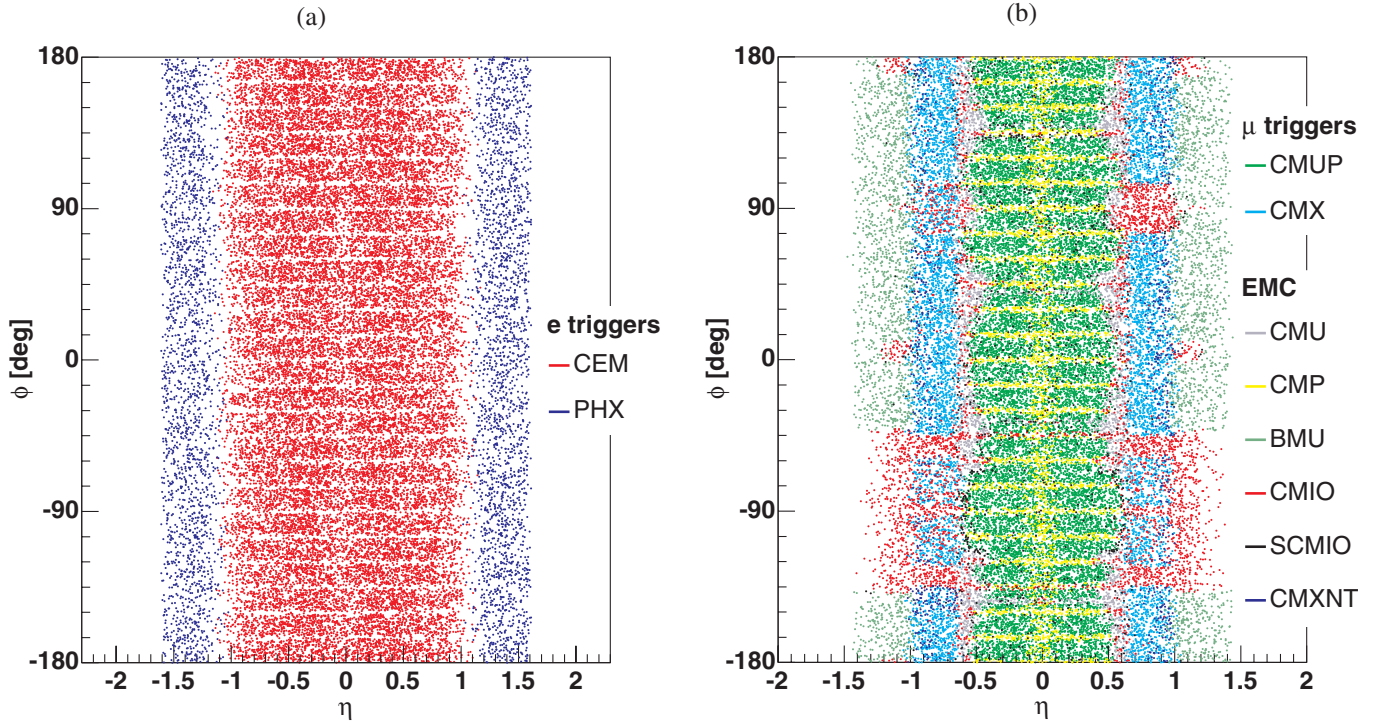 (a)
180
90
0
-90
-180
ϕ [deg]
-2 -1.5 -1 -0.5 0 0.5 1 1.5 2
η
e triggers
CEM
PHX
(b)
180
90
0
-90
-180
ϕ [deg]
-2 -1.5 -1 -0.5 0 0.5 1 1.5 2
η
μ triggers
CMUP
CMX
EMC
CMU
CMP
BMU
CMIO
SCMIO
CMXNT